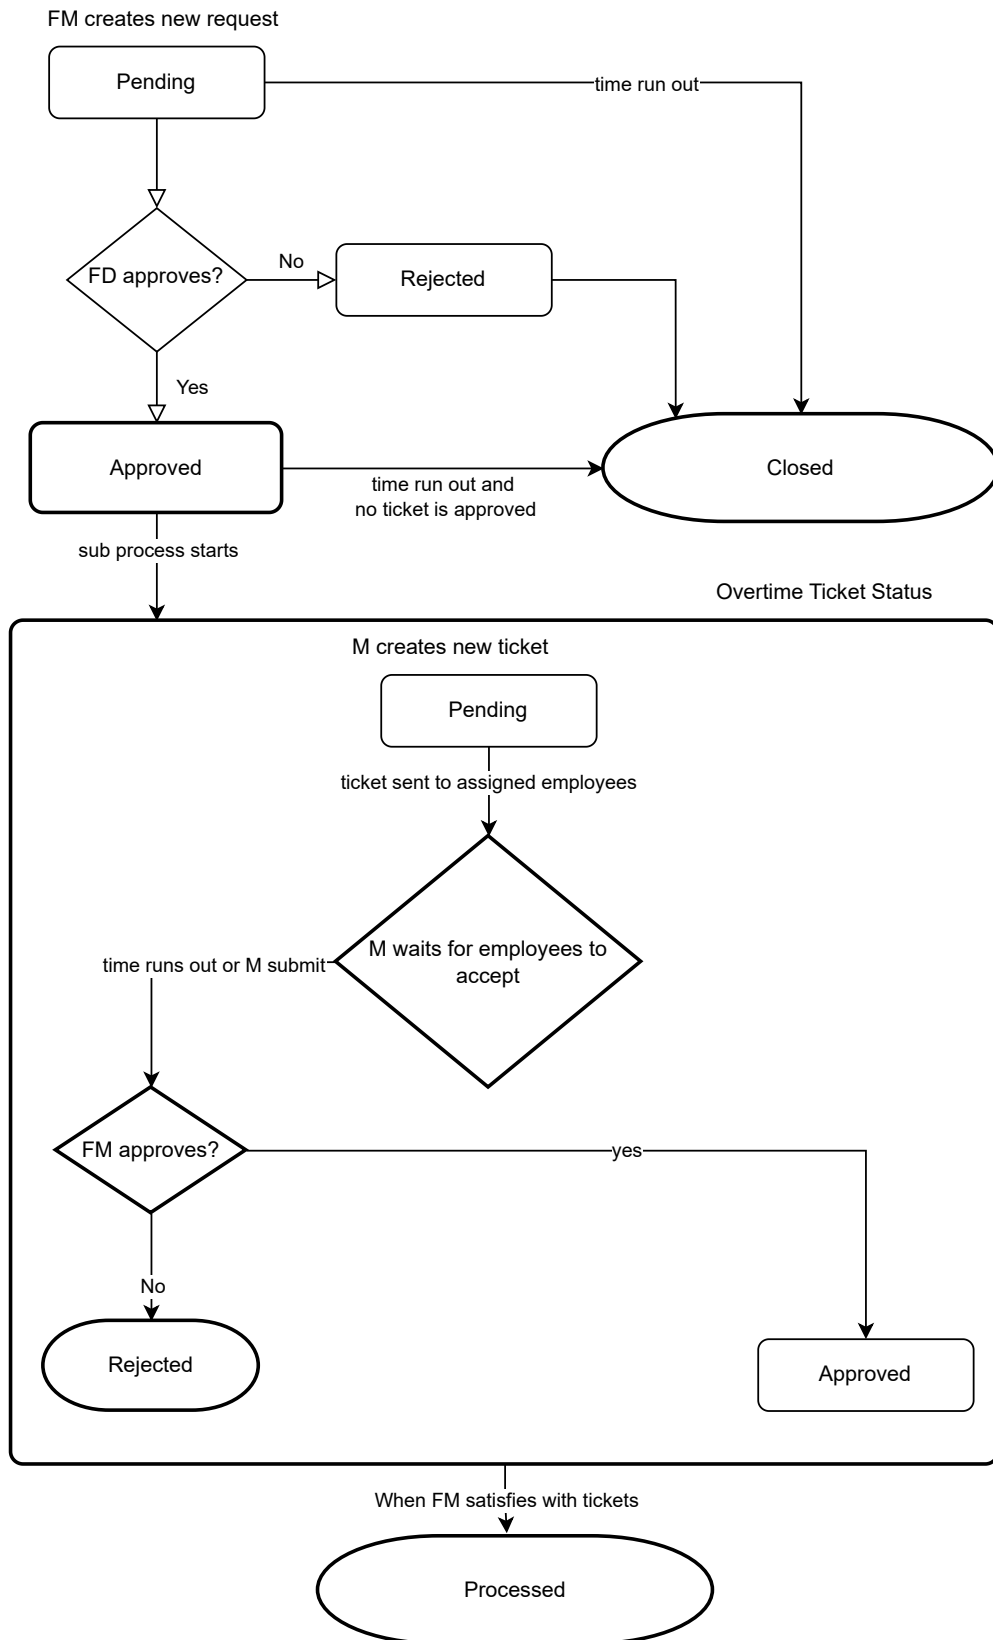 FM creates new request
Pending
time run out
FD approves?
No
Rejected
Yes
Approved
time run out and
no ticket is approved
Closed
sub process starts
Overtime Ticket Status
M creates new ticket
Pending
ticket sent to assigned employees
M waits for employees to
accept
time runs out or M submit
FM approves?
yes
No
Rejected
Approved
When FM satisfies with tickets
Processed